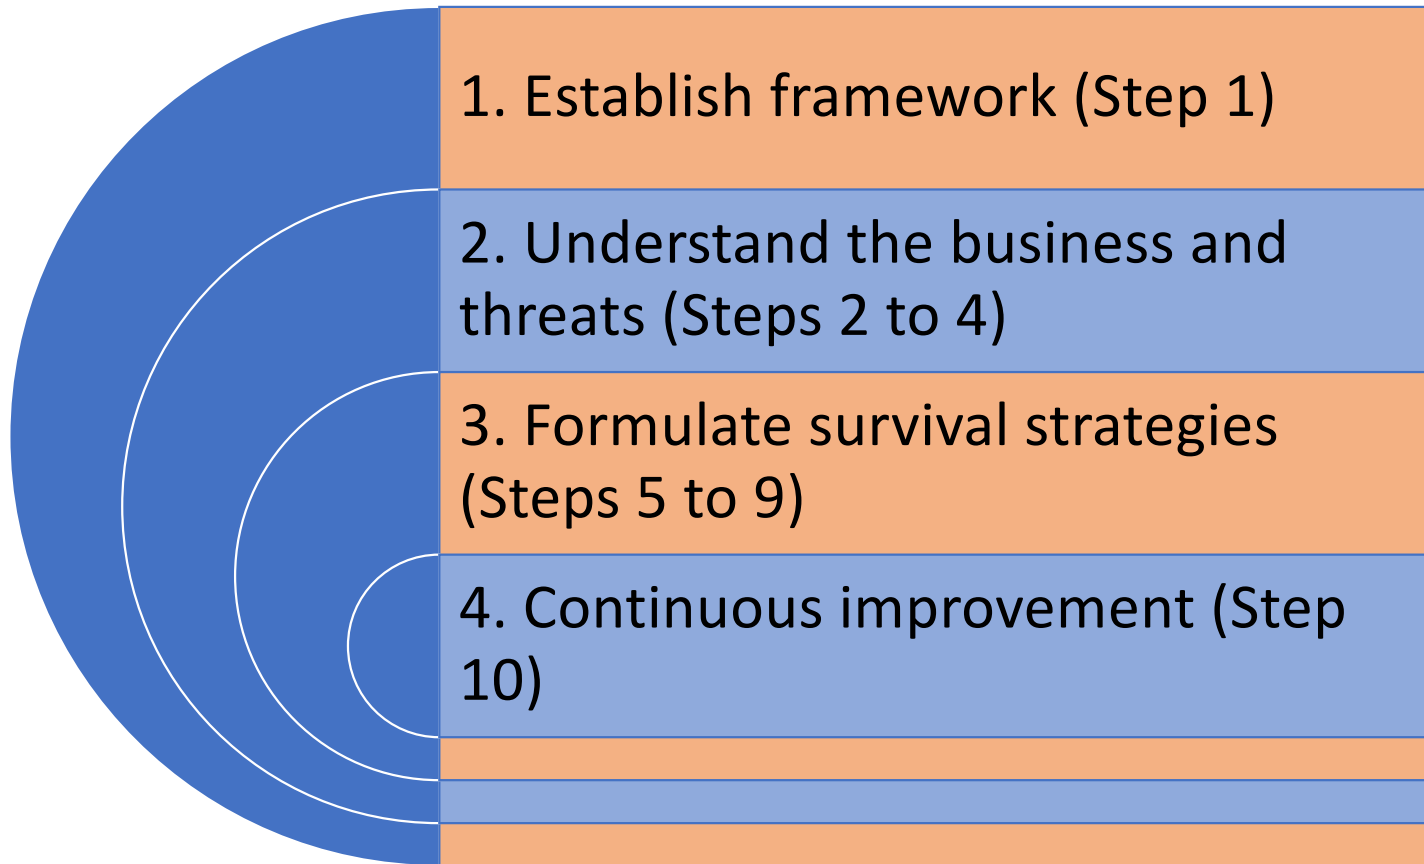 1. Establish framework (Step 1)
2. Understand the business and
threats (Steps 2 to 4)
3. Formulate survival strategies
(Steps 5 to 9)
4. Continuous improvement (Step
10)